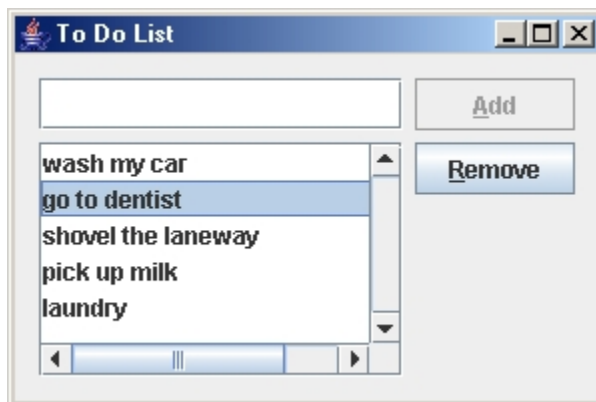 To Do List
Add
wash my car
Remove
go to dentist
shovel the laneway
pick up milk
laundry